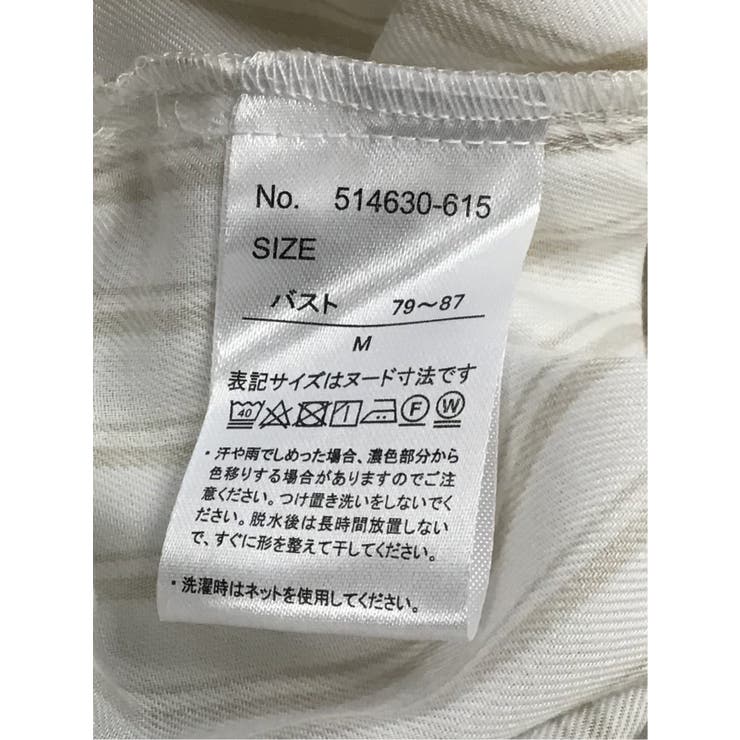 No. 514630-615
SIZE
バスト 79～87
M
表記サイズはヌード寸法です
40 F W
・汗や雨でしめった場合、濃色部分から
色移りする場合がありますのでご注
意ください。つけ置き洗いをしないでく
ださい。脱水後は長時間放置しない
で、すぐに形を整えて干してください。
・洗濯時はネットを使用してください。